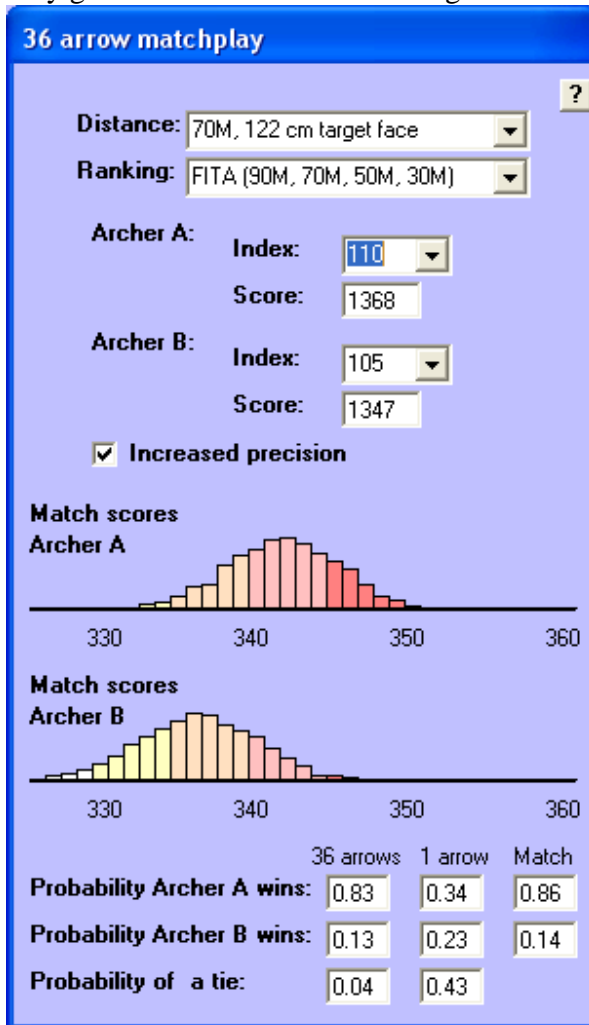 36 arrow matchplay
?
Distance: 70M, 122 cm target face
Ranking: FITA (90M, 70M, 50M, 30M)
Archer A:
Index: 110
Score: 1368
Archer B:
Index: 105
Score: 1347
Increased precision
Match scores
Archer A
330 340 350 360
Match scores
Archer B
330 340 350 360
36 arrows 1 arrow Match
Probability Archer A wins: 0.83 0.34 0.86
Probability Archer B wins: 0.13 0.23 0.14
Probability of a tie: 0.04 0.43